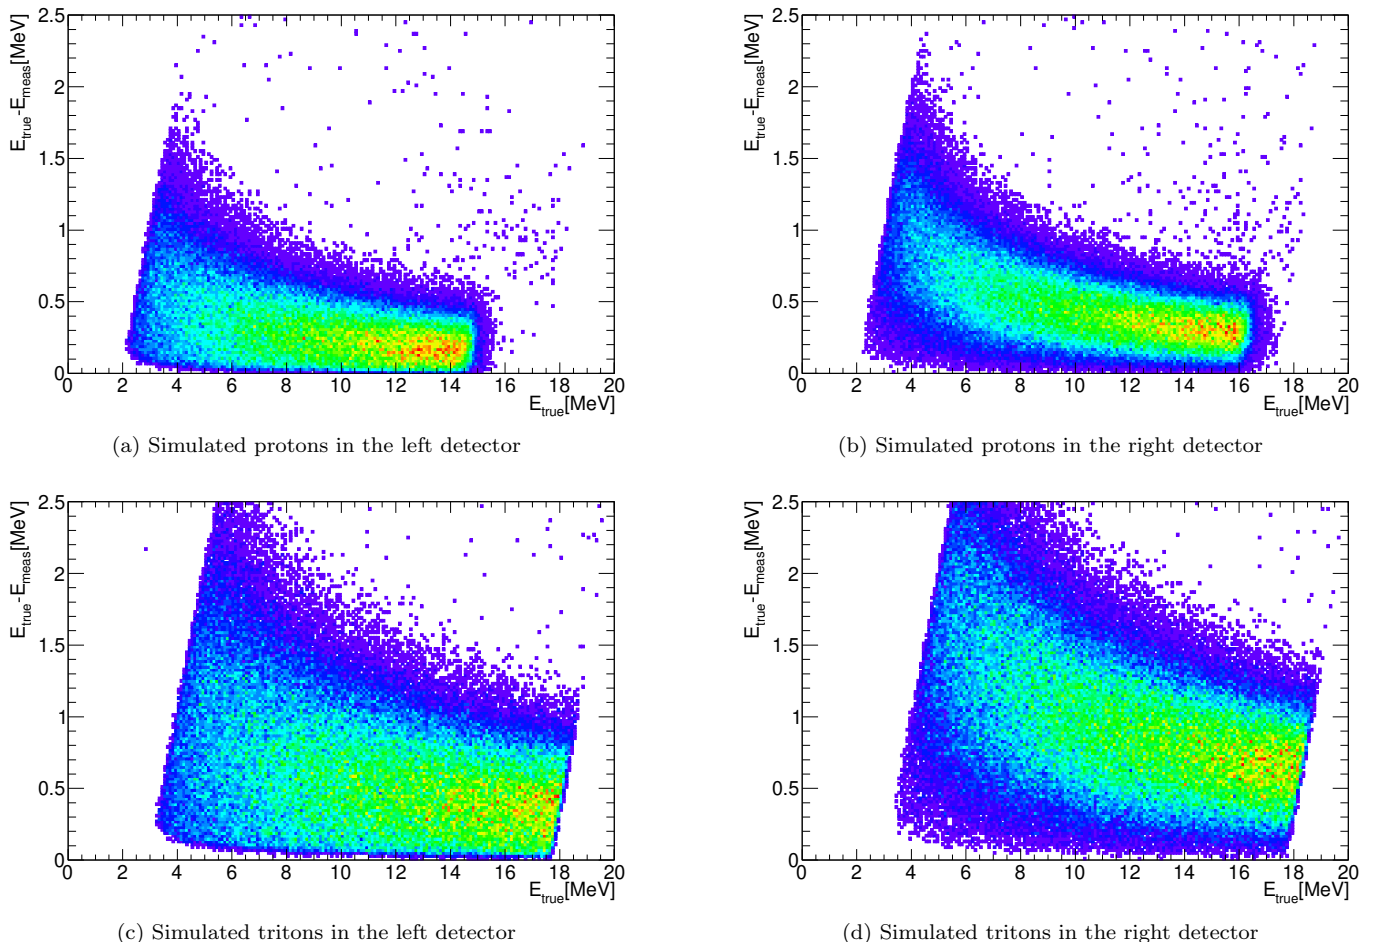 E_true-E_meas[MeV]
2.5
2
1.5
1
0.5
0
0 2 4 6 8 10 12 14 16 18 20
E_true[MeV]
(a) Simulated protons in the left detector
E_true-E_meas[MeV]
2.5
2
1.5
1
0.5
0
0 2 4 6 8 10 12 14 16 18 20
E_true[MeV]
(b) Simulated protons in the right detector
E_true-E_meas[MeV]
2.5
2
1.5
1
0.5
0
0 2 4 6 8 10 12 14 16 18 20
E_true[MeV]
(c) Simulated tritons in the left detector
E_true-E_meas[MeV]
2.5
2
1.5
1
0.5
0
0 2 4 6 8 10 12 14 16 18 20
E_true[MeV]
(d) Simulated tritons in the right detector